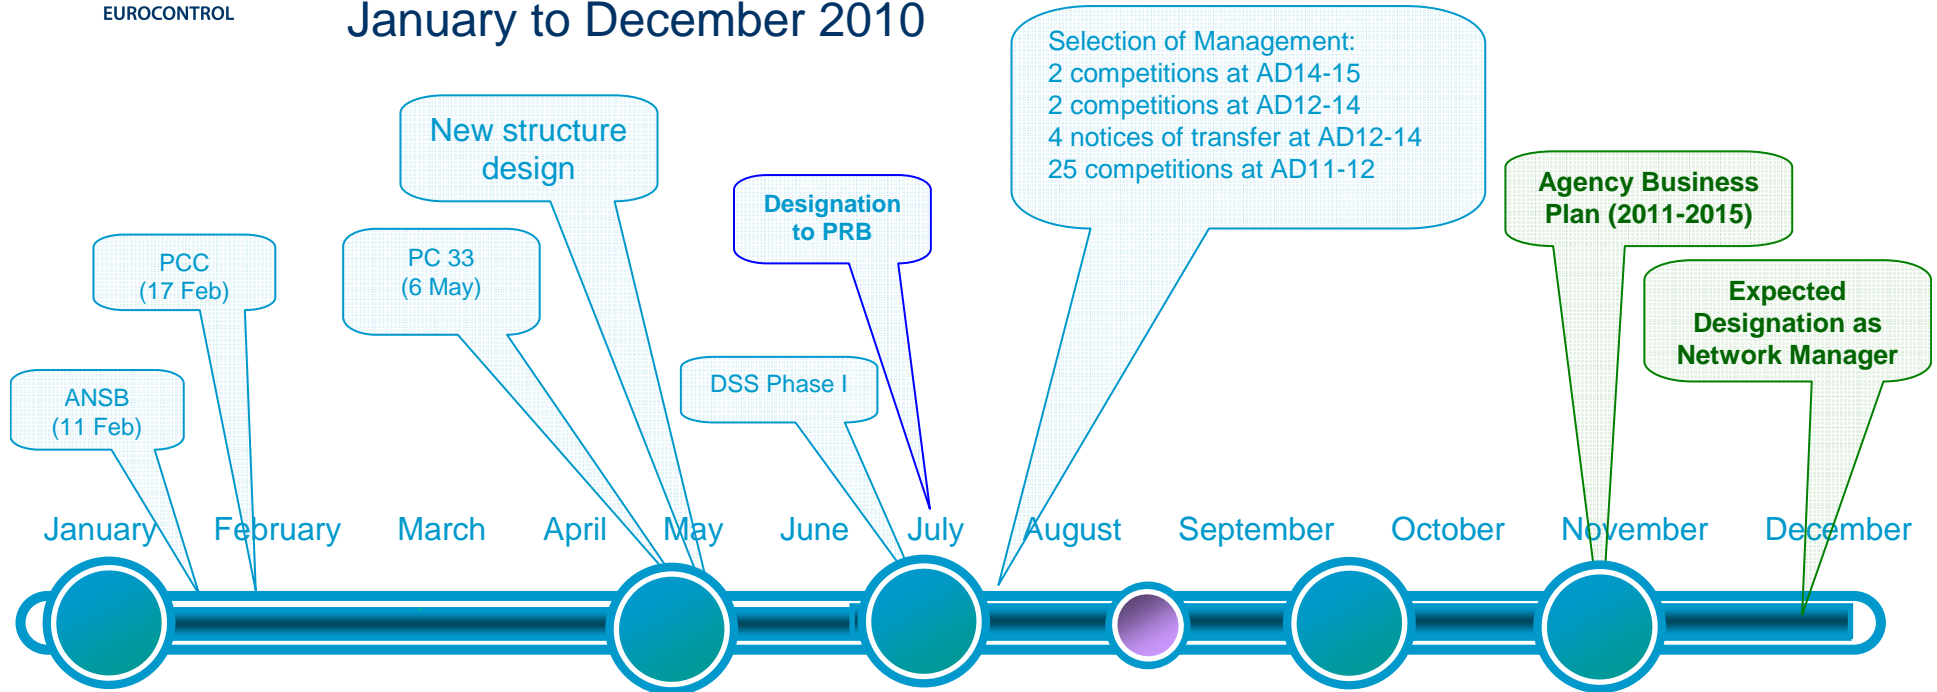 EUROCONTROL
January to December 2010
Selection of Management:
2 competitions at AD14-15
2 competitions at AD12-14
4 notices of transfer at AD12-14
25 competitions at AD11-12
New structure
design
Agency Business
Plan (2011-2015)
Designation
to PRB
PCC
(17 Feb)
PC 33
(6 May)
Expected
Designation as
Network Manager
ANSB
(11 Feb)
DSS Phase I
January February March April May June July August September October November December